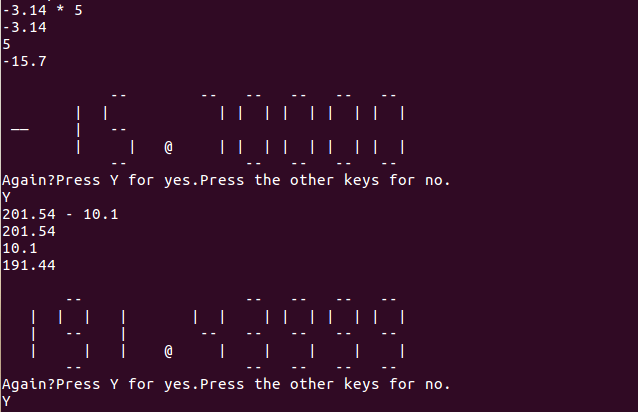 -3.14 * 5
-3.14
5
-15.7
            --        --   --   --   --   --
        |  |            | |  | |  | |  | |  |
 ——     |   --
        |     |   @     | |  | |  | |  | |  |
            --             --   --   --   --
Again?Press Y for yes.Press the other keys for no.
Y
201.54 - 10.1
201.54
10.1
191.44
       --                  --   --   --   --
   |  |  |   |       |  |    | |  | |  | |  |
   |   --    |        --   --   --   --   --
   |     |   |    @     |    |    |    |    |
       --                  --   --   --   --
Again?Press Y for yes.Press the other keys for no.
Y